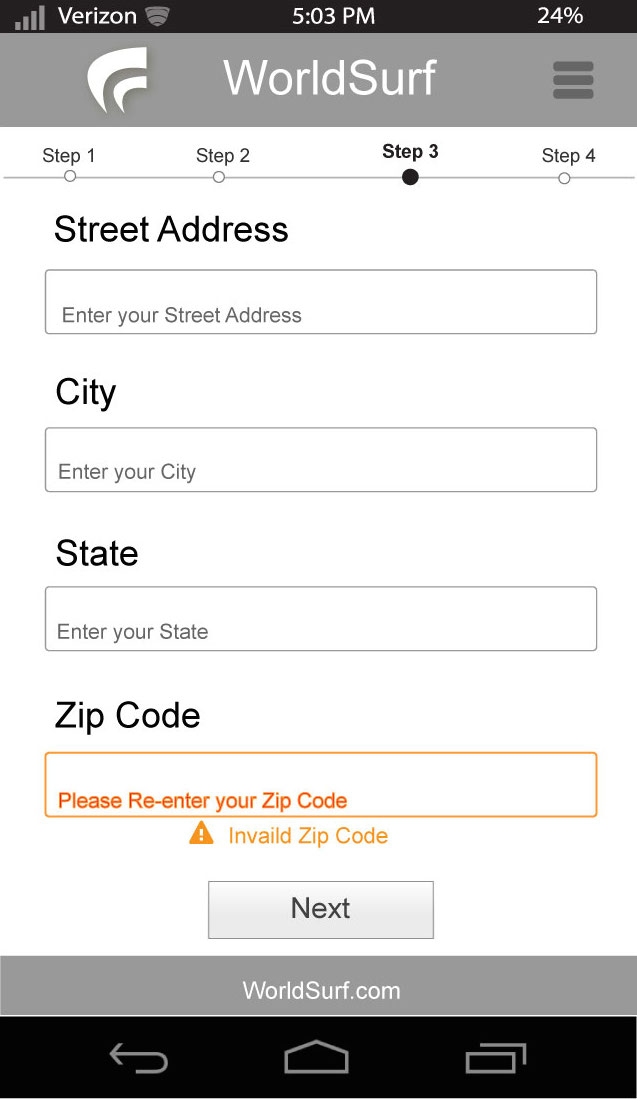 Verizon 5:03 PM 24%
WorldSurf
Step 1 Step 2 Step 3 Step 4
Street Address
Enter your Street Address
City
Enter your City
State
Enter your State
Zip Code
Please Re-enter your Zip Code
Invaild Zip Code
Next
WorldSurf.com